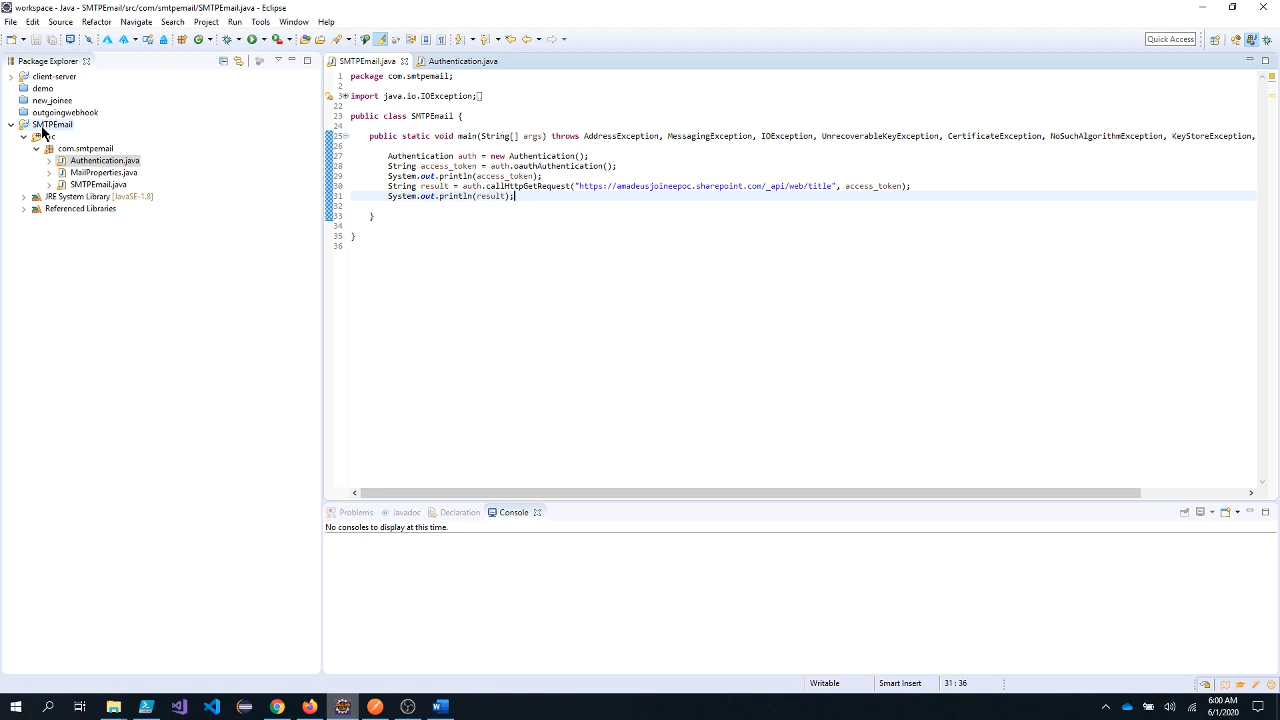 workspace - Java - SMTPEmail/src/com/smtpemail/SMTPEmail.java - Eclipse
File Edit Source Refactor Navigate Search Project Run Tools Window Help
Quick Access
Package Explorer
client-server
demo
new_joinee
outgoingwebhook
SMTPEmail
com.smtpemail
Authentication.java
MailProperties.java
SMTPEmail.java
JRE System Library [JavaSE-1.8]
Referenced Libraries
SMTPEmail.java Authentication.java
1 package com.smtpemail;
2
3 import java.io.IOException;
22
23 public class SMTPEmail {
24
25 public static void main(String[] args) throws AddressException, MessagingException, IOException, UnrecoverableKeyException, CertificateException, NoSuchAlgorithmException, KeyStoreException,
26
27 Authentication auth = new Authentication();
28 String access_token = auth.oauthAuthentication();
29 System.out.println(access_token);
30 String result = auth.callHttpGetRequest("https://amadeusjoineepoc.sharepoint.com/_api/web/title", access_token);
31 System.out.println(result);
32
33 }
34
35 }
36
Problems Javadoc Declaration Console
No consoles to display at this time.
Writable Smart Insert 31 : 36
6:00 AM
6/1/2020